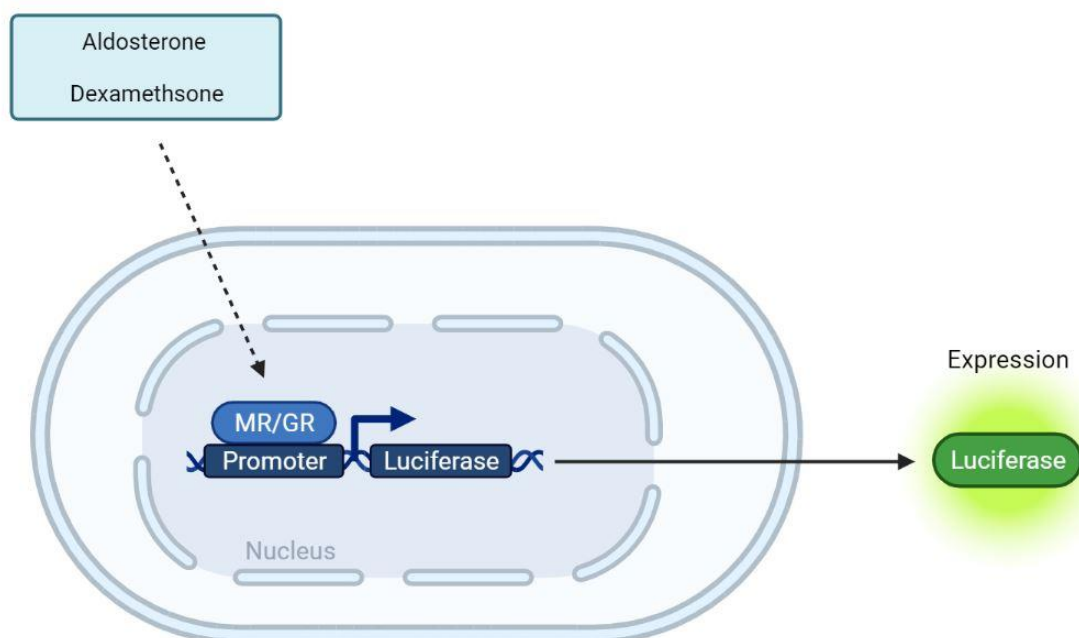 Aldosterone
Dexamethsone
Expression
MR/GR
Promoter
Luciferase
Luciferase
Nucleus